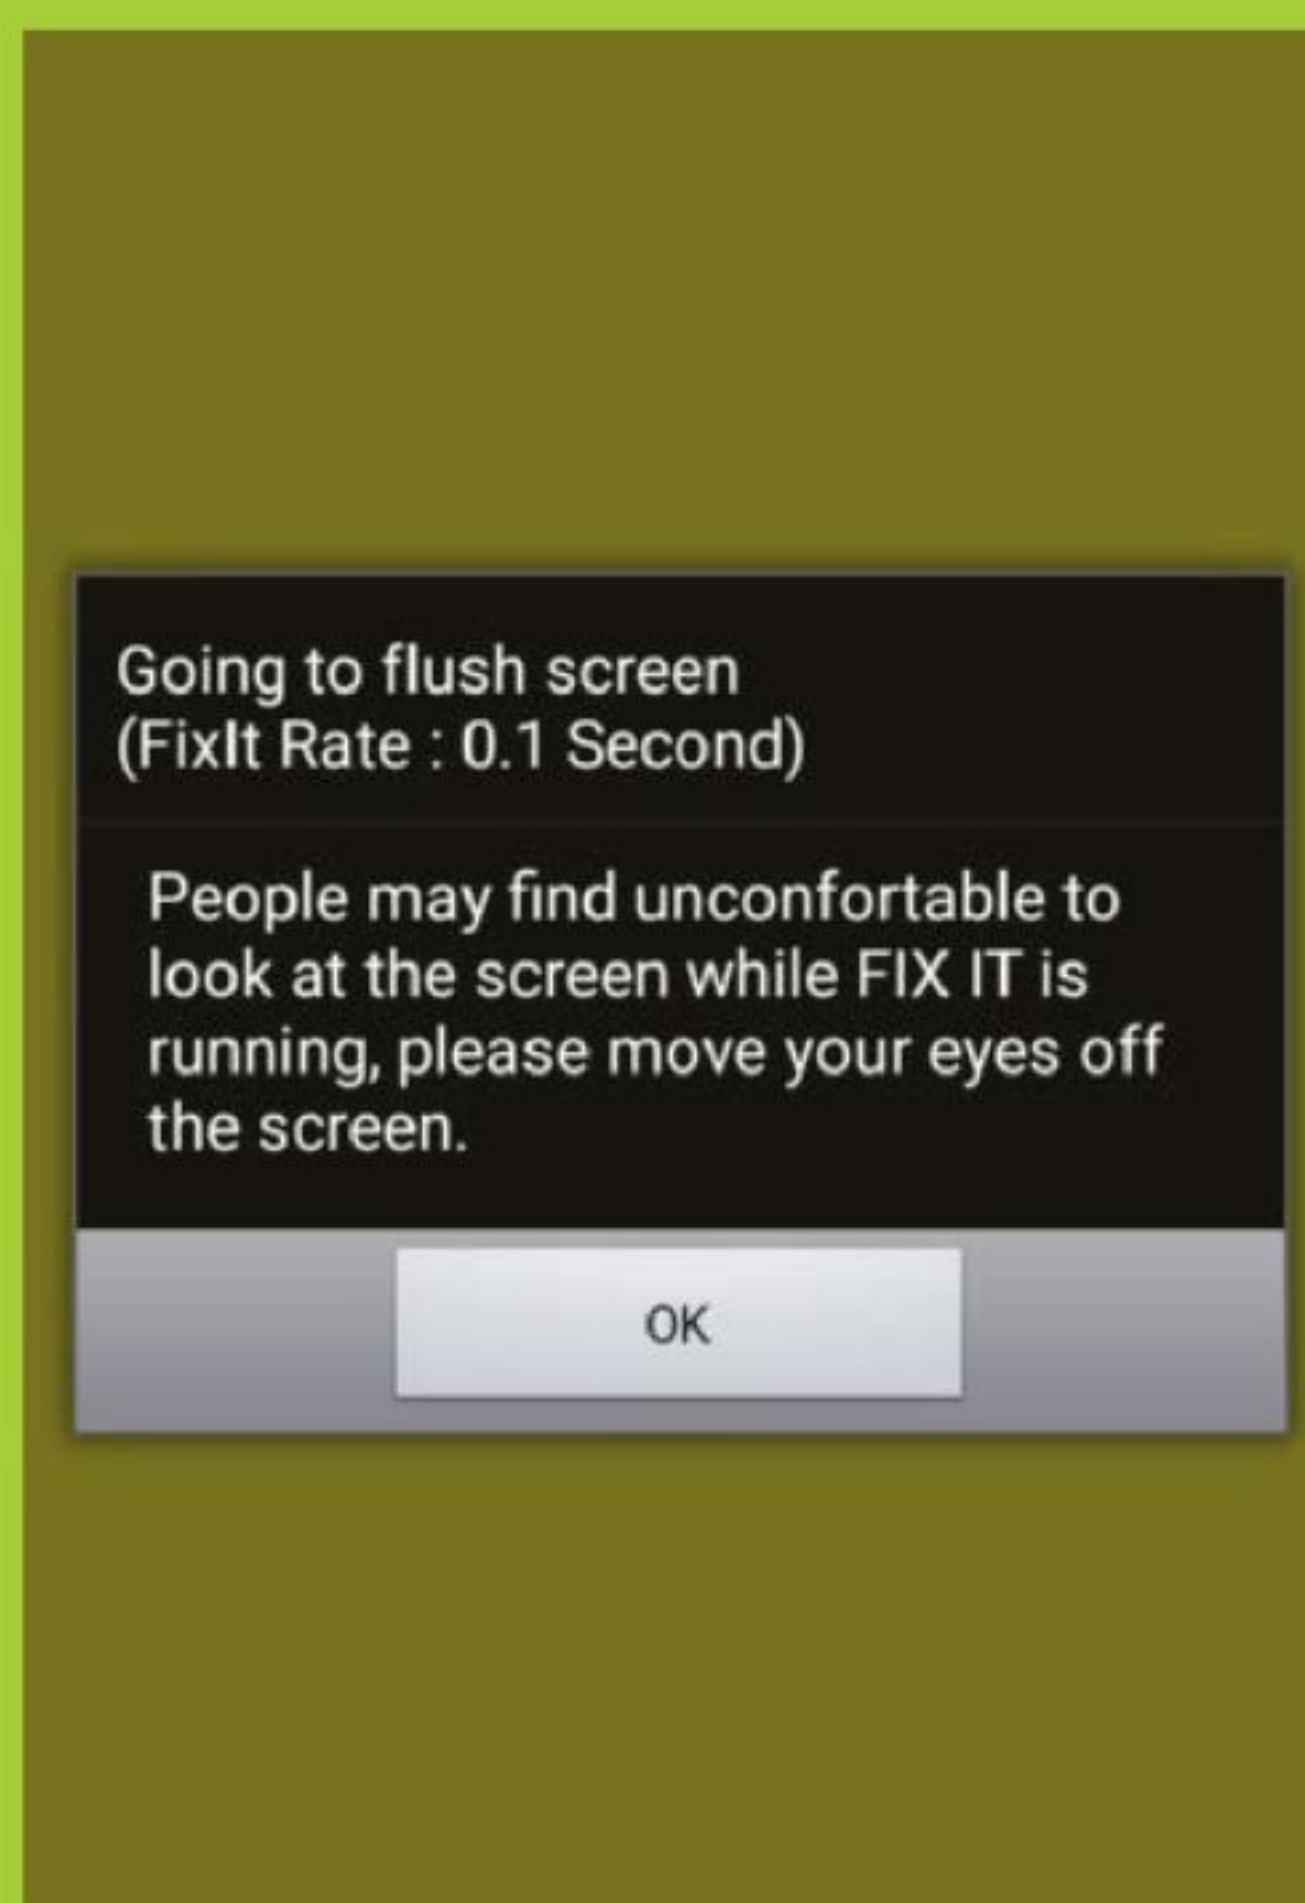 Going to flush screen
(FixIt Rate : 0.1 Second)
People may find unconfortable to
look at the screen while FIX IT is
running, please move your eyes off
the screen.
OK